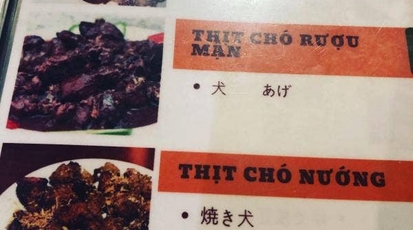 THỊT CHÓ RƯỢU
MẬN
• 犬 あげ
THỊT CHÓ NƯỚNG
• 焼き犬